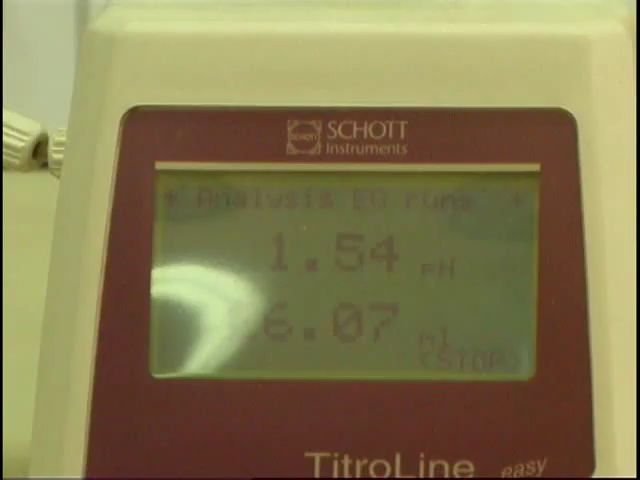 SCHOTT
Instruments
* Analysis EQ runs *
1.54 pH
6.07 ml
<STOP>
TitroLine easy